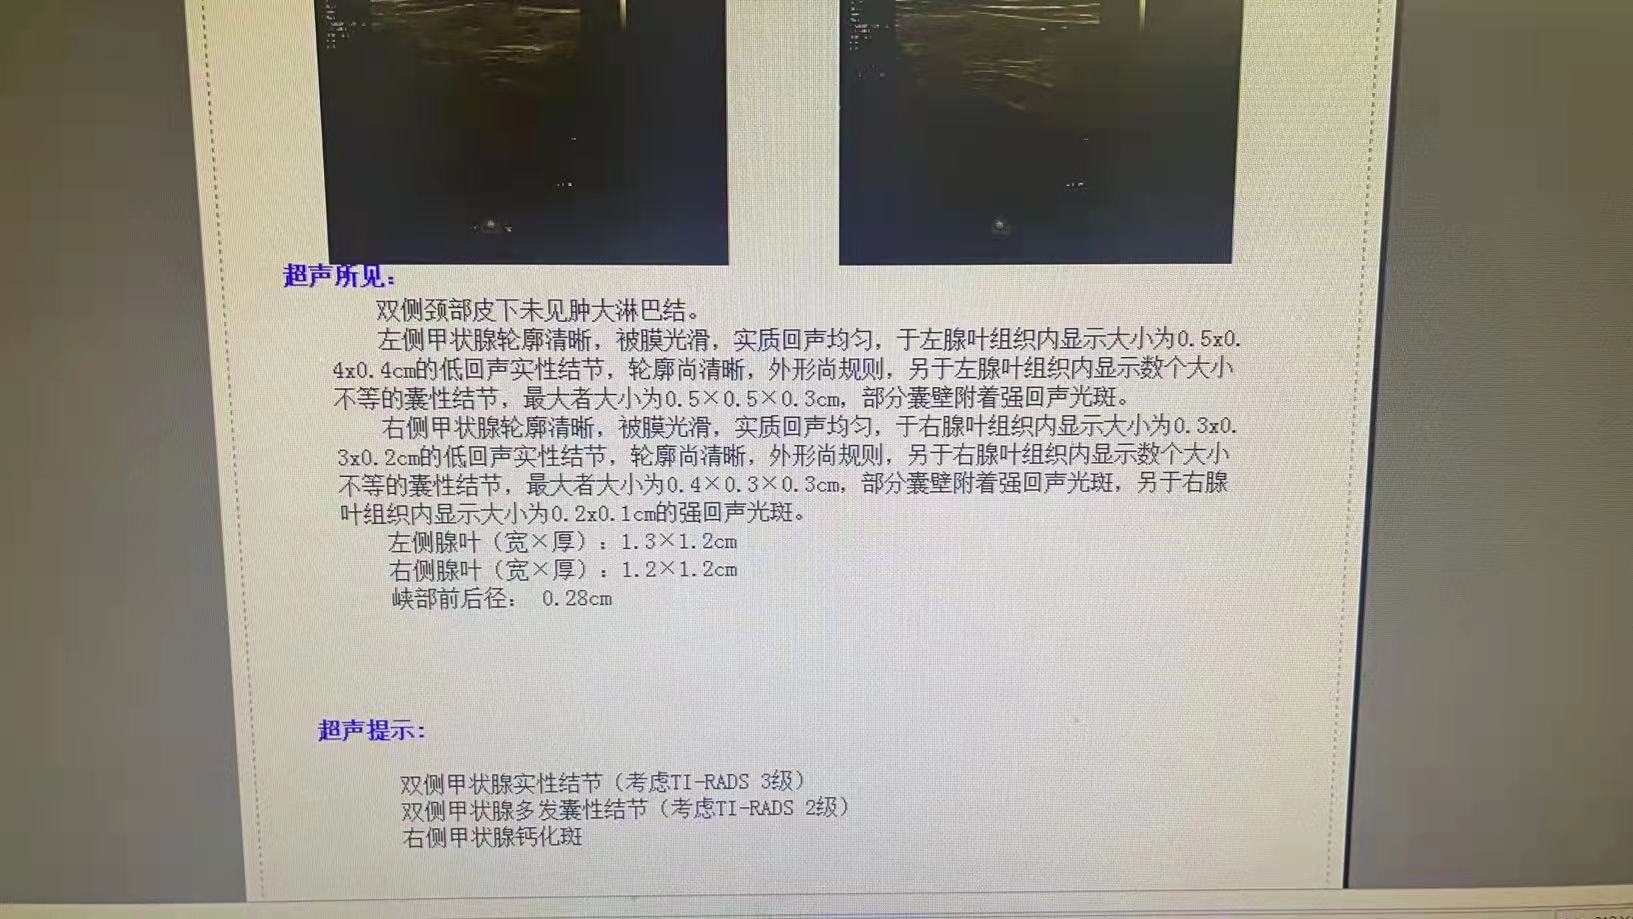 超声所见：
双侧颈部皮下未见肿大淋巴结。
左侧甲状腺轮廓清晰，被膜光滑，实质回声均匀，于左腺叶组织内显示大小为0.5x0.
4x0.4cm的低回声实性结节，轮廓尚清晰，外形尚规则，另于左腺叶组织内显示数个大小
不等的囊性结节，最大者大小为0.5×0.5×0.3cm，部分囊壁附着强回声光斑。
右侧甲状腺轮廓清晰，被膜光滑，实质回声均匀，于右腺叶组织内显示大小为0.3x0.
3x0.2cm的低回声实性结节，轮廓尚清晰，外形尚规则，另于右腺叶组织内显示数个大小
不等的囊性结节，最大者大小为0.4×0.3×0.3cm，部分囊壁附着强回声光斑，另于右腺
叶组织内显示大小为0.2x0.1cm的强回声光斑。
左侧腺叶（宽×厚）：1.3×1.2cm
右侧腺叶（宽×厚）：1.2×1.2cm
峡部前后径： 0.28cm
超声提示：
双侧甲状腺实性结节（考虑TI-RADS 3级）
双侧甲状腺多发囊性结节（考虑TI-RADS 2级）
右侧甲状腺钙化斑